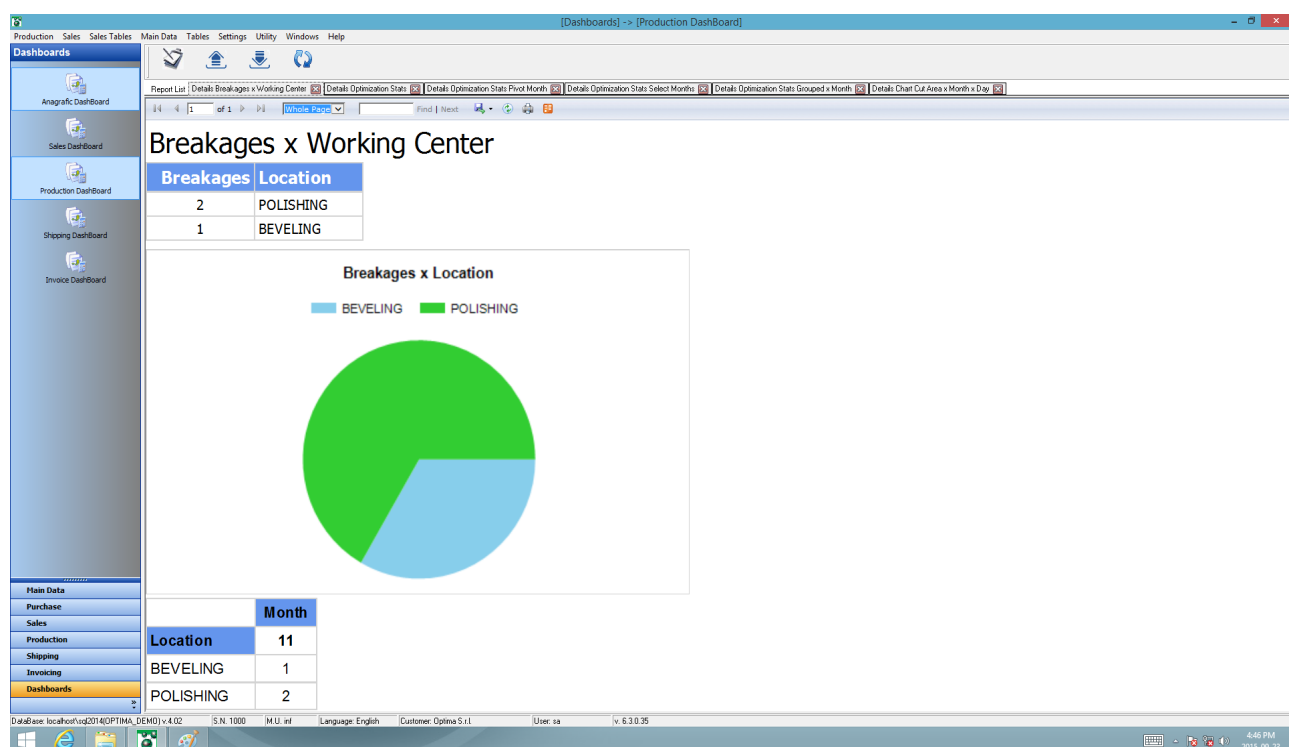 [Dashboards] -> [Production DashBoard]
Production Sales Sales Tables Main Data Tables Settings Utility Windows Help
Dashboards
Anagrafic DashBoard
Sales DashBoard
Production DashBoard
Shipping DashBoard
Invoice DashBoard
Main Data
Purchase
Sales
Production
Shipping
Invoicing
Dashboards
Report List Details Breakages x Working Center Details Optimization Stats Details Optimization Stats Pivot Month Details Optimization Stats Select Months Details Optimization Stats Grouped x Month Details Chart Cut Area x Month x Day
1 of 1 Whole Page Find | Next
Breakages x Working Center
Breakages Location
2 POLISHING
1 BEVELING
Breakages x Location
BEVELING POLISHING
Month
Location 11
BEVELING 1
POLISHING 2
DataBase: localhost\sql2014(OPTIMA_DEMO) v.4.02 S.N. 1000 M.U. inf Language: English Customer: Optima S.r.l. User: sa v. 6.3.0.35
4:46 PM